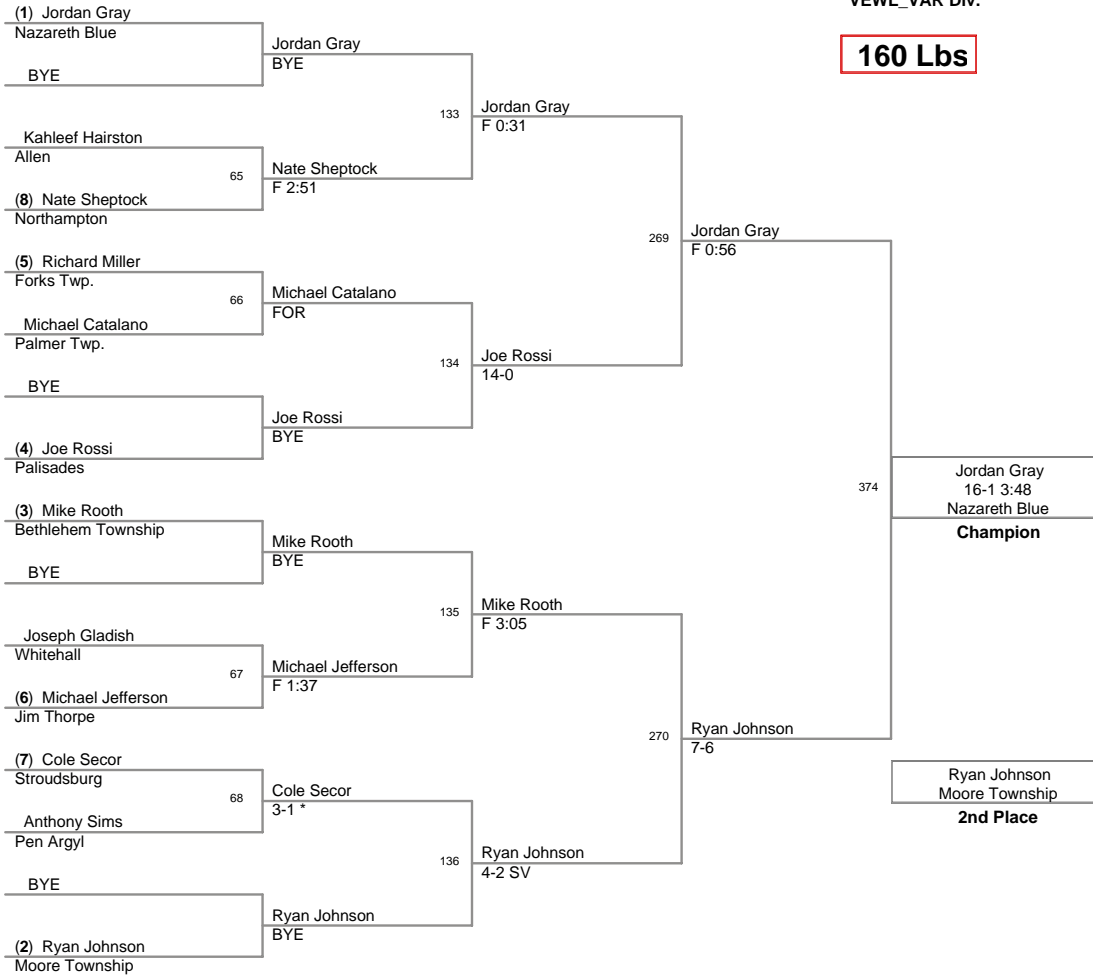 VEWL_VAR Div.
160 Lbs
(1) Jordan Gray
Nazareth Blue
BYE
Kahleef Hairston
Allen
(8) Nate Sheptock
Northampton
(5) Richard Miller
Forks Twp.
Michael Catalano
Palmer Twp.
BYE
(4) Joe Rossi
Palisades
(3) Mike Rooth
Bethlehem Township
BYE
Joseph Gladish
Whitehall
(6) Michael Jefferson
Jim Thorpe
(7) Cole Secor
Stroudsburg
Anthony Sims
Pen Argyl
BYE
(2) Ryan Johnson
Moore Township
Jordan Gray
BYE
65
Nate Sheptock
F 2:51
66
Michael Catalano
FOR
Joe Rossi
BYE
Mike Rooth
BYE
67
Michael Jefferson
F 1:37
68
Cole Secor
3-1 *
Ryan Johnson
BYE
133
Jordan Gray
F 0:31
134
Joe Rossi
14-0
135
Mike Rooth
F 3:05
136
Ryan Johnson
4-2 SV
269
Jordan Gray
F 0:56
270
Ryan Johnson
7-6
374
Jordan Gray
16-1 3:48
Nazareth Blue
Champion
Ryan Johnson
Moore Township
2nd Place